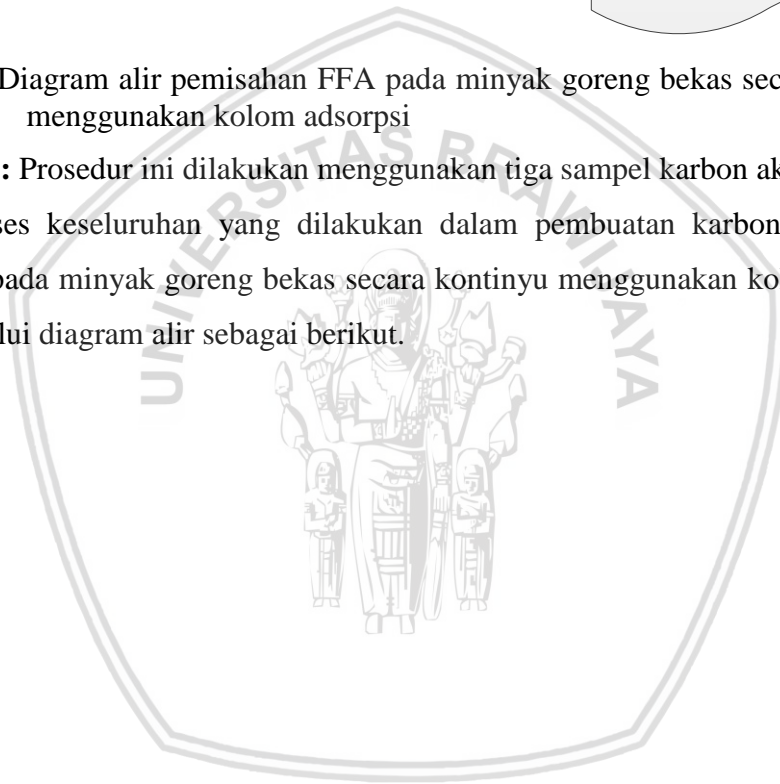 Diagram alir pemisahan FFA pada minyak goreng bekas sec
menggunakan kolom adsorpsi
: Prosedur ini dilakukan menggunakan tiga sampel karbon ak
ses keseluruhan yang dilakukan dalam pembuatan karbon
pada minyak goreng bekas secara kontinyu menggunakan ko
lui diagram alir sebagai berikut.
UNIVERSITAS BRAWIJAYA